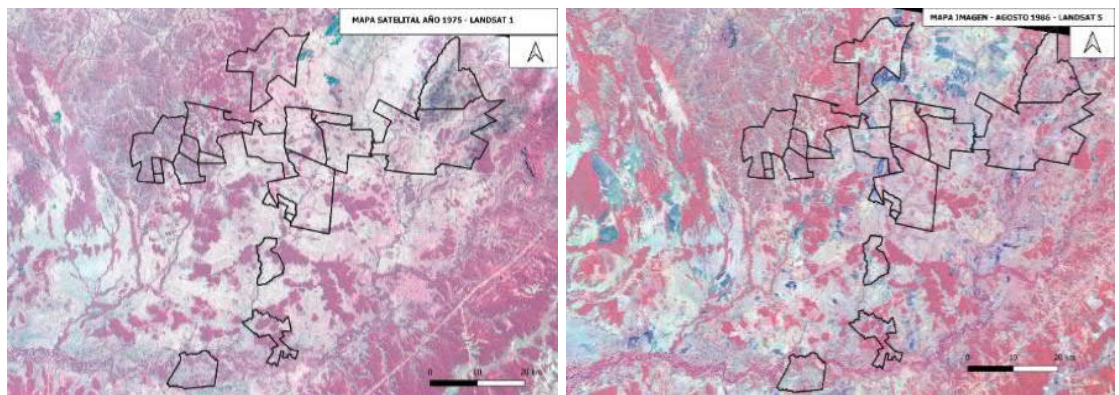 MAPA SATELITAL AÑO 1975 - LANDSAT 1
MAPA IMAGEN - AGOSTO 1986 - LANDSAT 5
0 10 20 km
0 10 20 km